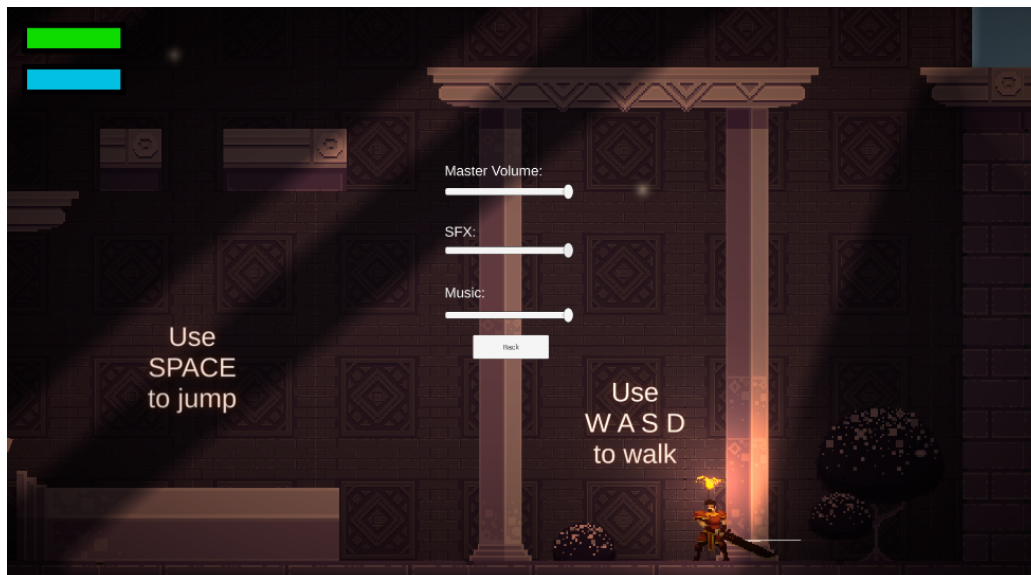 Master Volume:
SFX:
Music:
Back
Use
SPACE
to jump
Use
W A S D
to walk